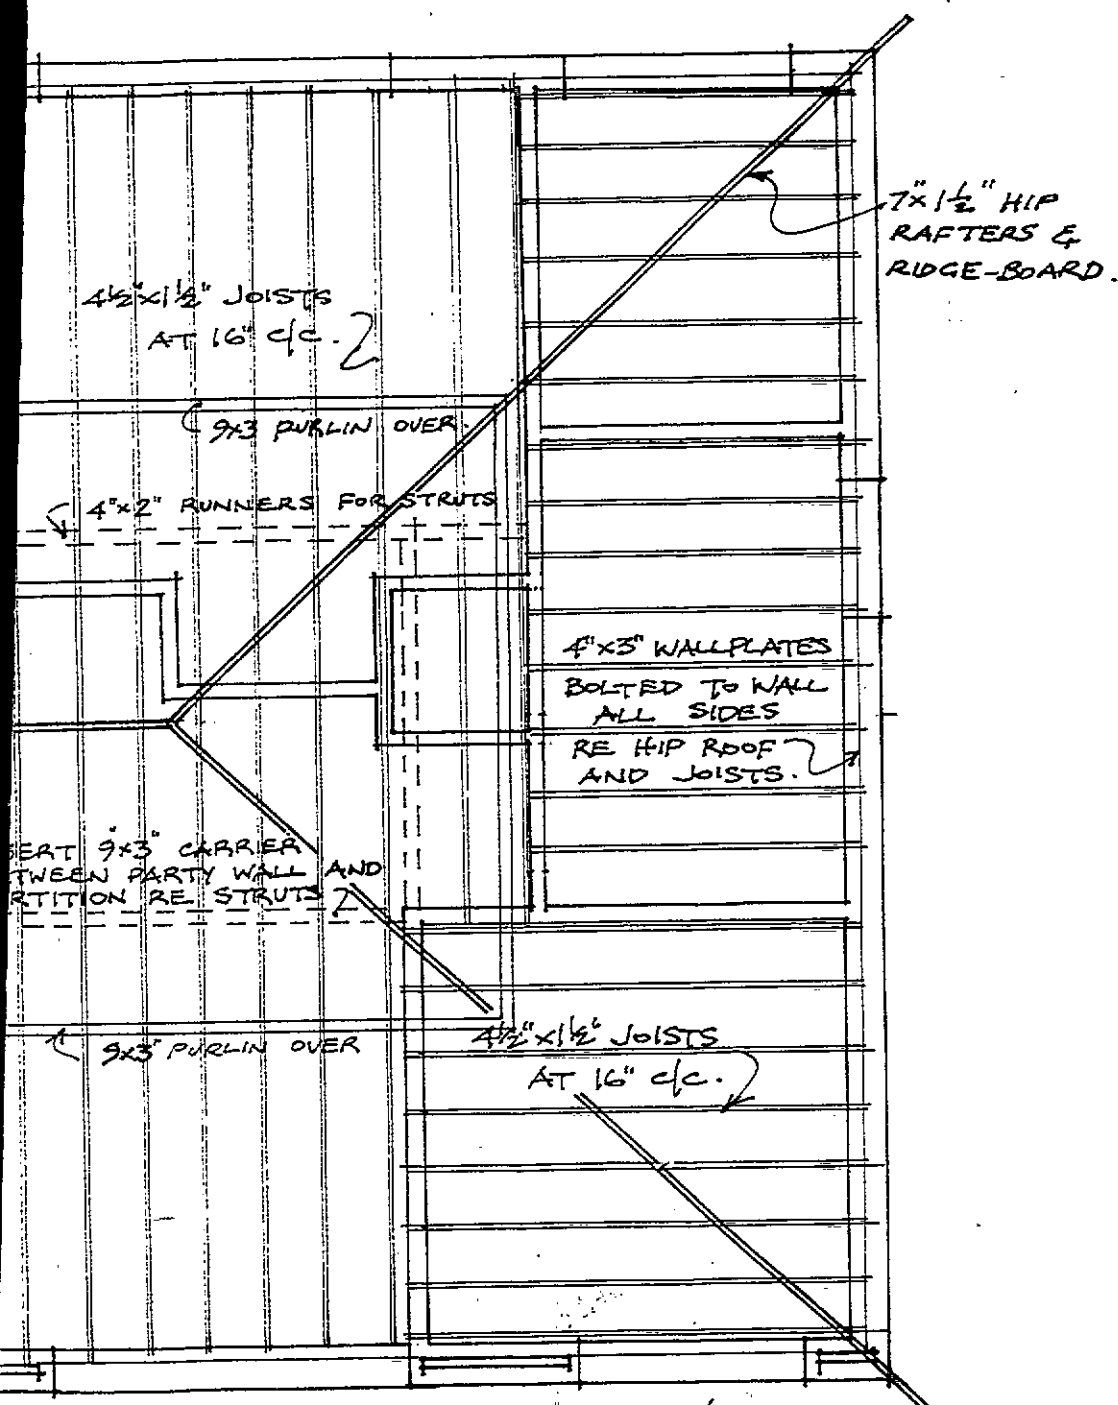 7"x1½" HIP
RAFTERS &
RIDGE-BOARD.
4½"x1½" JOISTS
AT 16" c/c.
9x3 PURLIN OVER.
4"x2" RUNNERS FOR STRUTS
4"x3" WALLPLATES
BOLTED TO WALL
ALL SIDES
RE HIP ROOF
AND JOISTS.
SERT 9"x3" CARRIER
TWEEN PARTY WALL AND
RTITION RE STRUTS
9x3" PURLIN OVER
4½"x1½" JOISTS
AT 16" c/c.